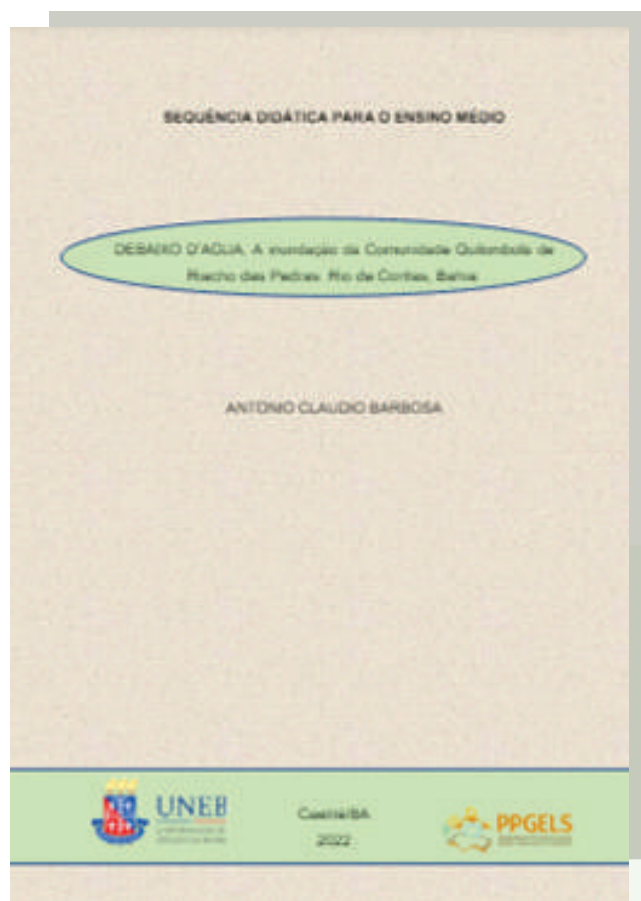 SEQUÊNCIA DIDÁTICA PARA O ENSINO MÉDIO
DEBAIXO D'AGUA: A inundação da Comunidade Quilombola de
Riacho das Pedras. Rio de Contas, Bahia
ANTONIO CLAUDIO BARBOSA
UNEB
Caetité/BA
2022
PPGELS